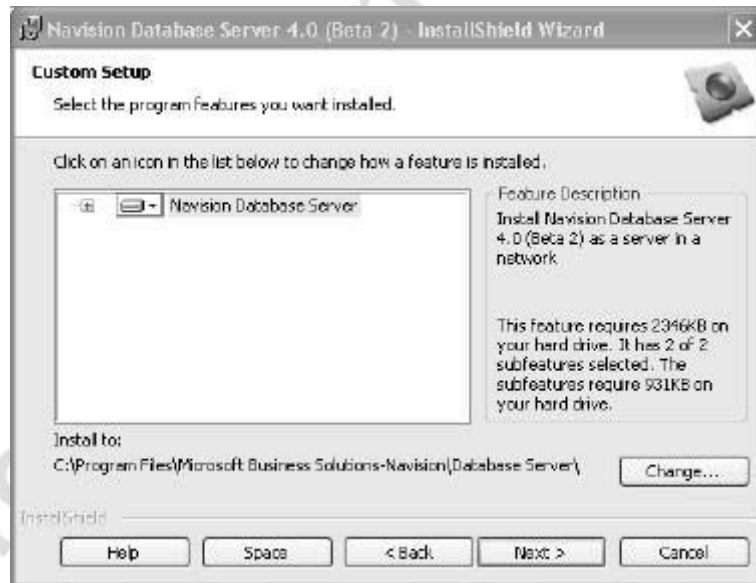 Navision Database Server 4.0 (Beta 2) - InstallShield Wizard
Custom Setup
Select the program features you want installed.
Click on an icon in the list below to change how a feature is installed.
Navision Database Server
Feature Description
Install Navision Database Server
4.0 (Beta 2) as a server in a
network
This feature requires 2346KB on
your hard drive. It has 2 of 2
subfeatures selected. The
subfeatures require 931KB on
your hard drive.
Install to:
C:\Program Files\Microsoft Business Solutions-Navision\Database Server\
Change...
InstallShield
Help
Space
< Back
Next >
Cancel